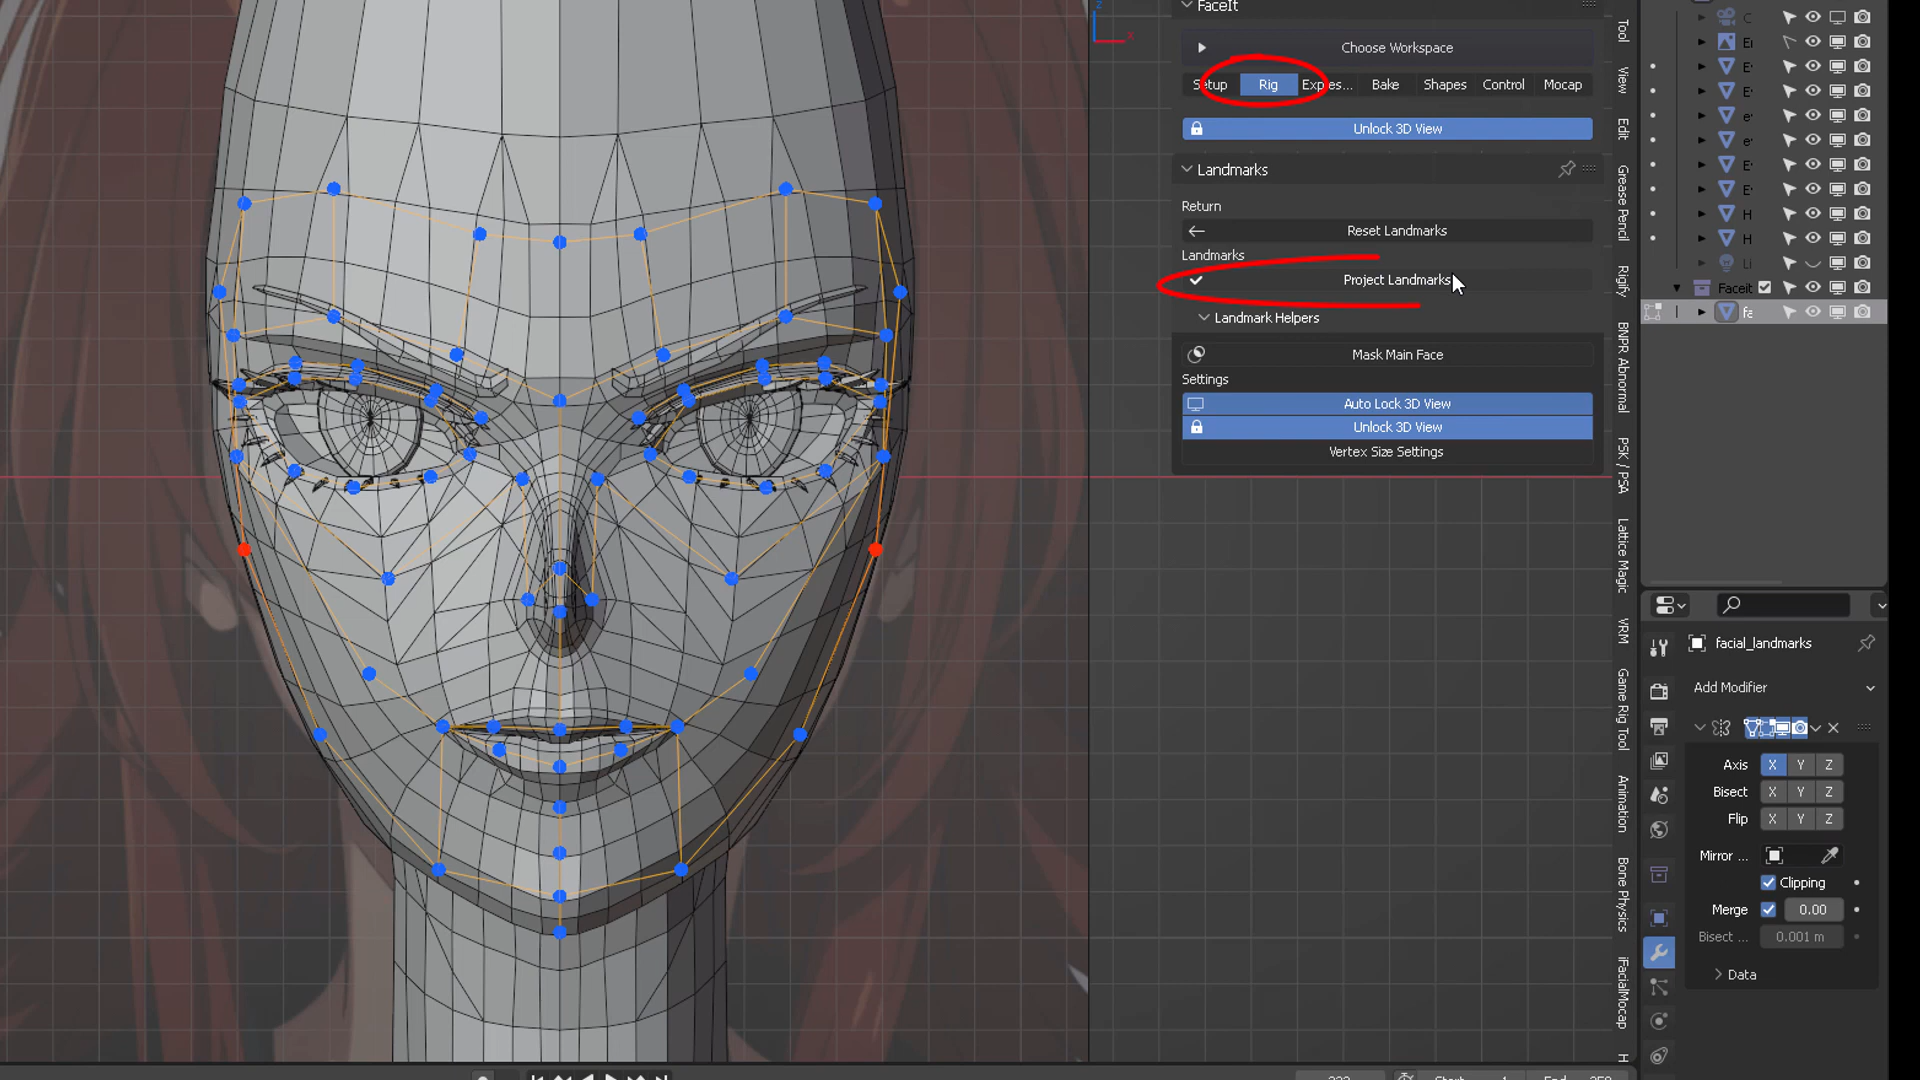 FaceIt
Choose Workspace
Setup Rig Expres... Bake Shapes Control Mocap
Unlock 3D View
Landmarks
Return
Reset Landmarks
Landmarks
Project Landmarks
Landmark Helpers
Mask Main Face
Settings
Auto Lock 3D View
Unlock 3D View
Vertex Size Settings
Z
X
Tool
View
Edit
Grease Pencil
Rigify
BNPR Abnormal
PSK / PSA
Lattice Magic
VRM
Game Rig Tool
Animation
Bone Physics
iFacialMocap
H
C
E
E
e
E
E
H
H
Li
Faceit
fa
facial_landmarks
Add Modifier
Axis X Y Z
Bisect X Y Z
Flip X Y Z
Mirror ...
Clipping
Merge 0.00
Bisect ... 0.001 m
Data